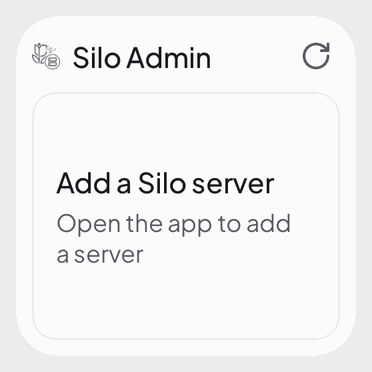 Silo Admin
Add a Silo server
Open the app to add
a server